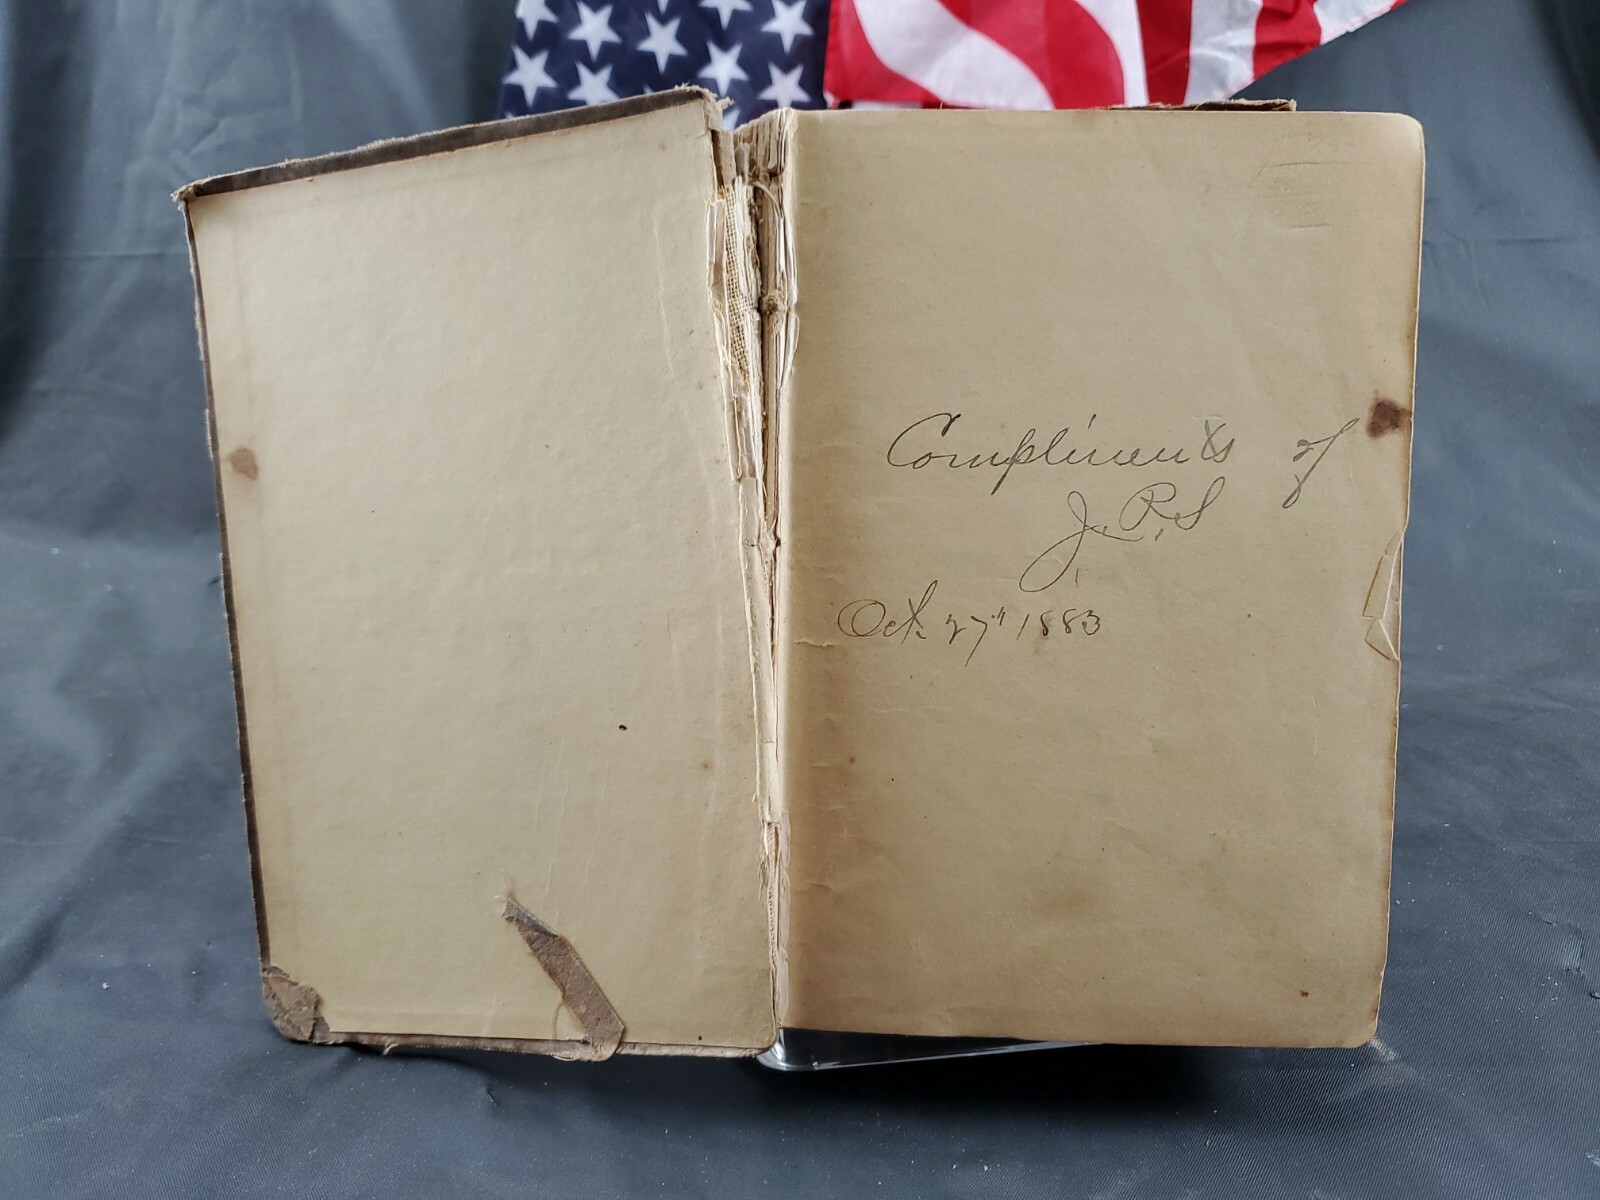 Compliments of
J. R. S
Oct. 27" 1883